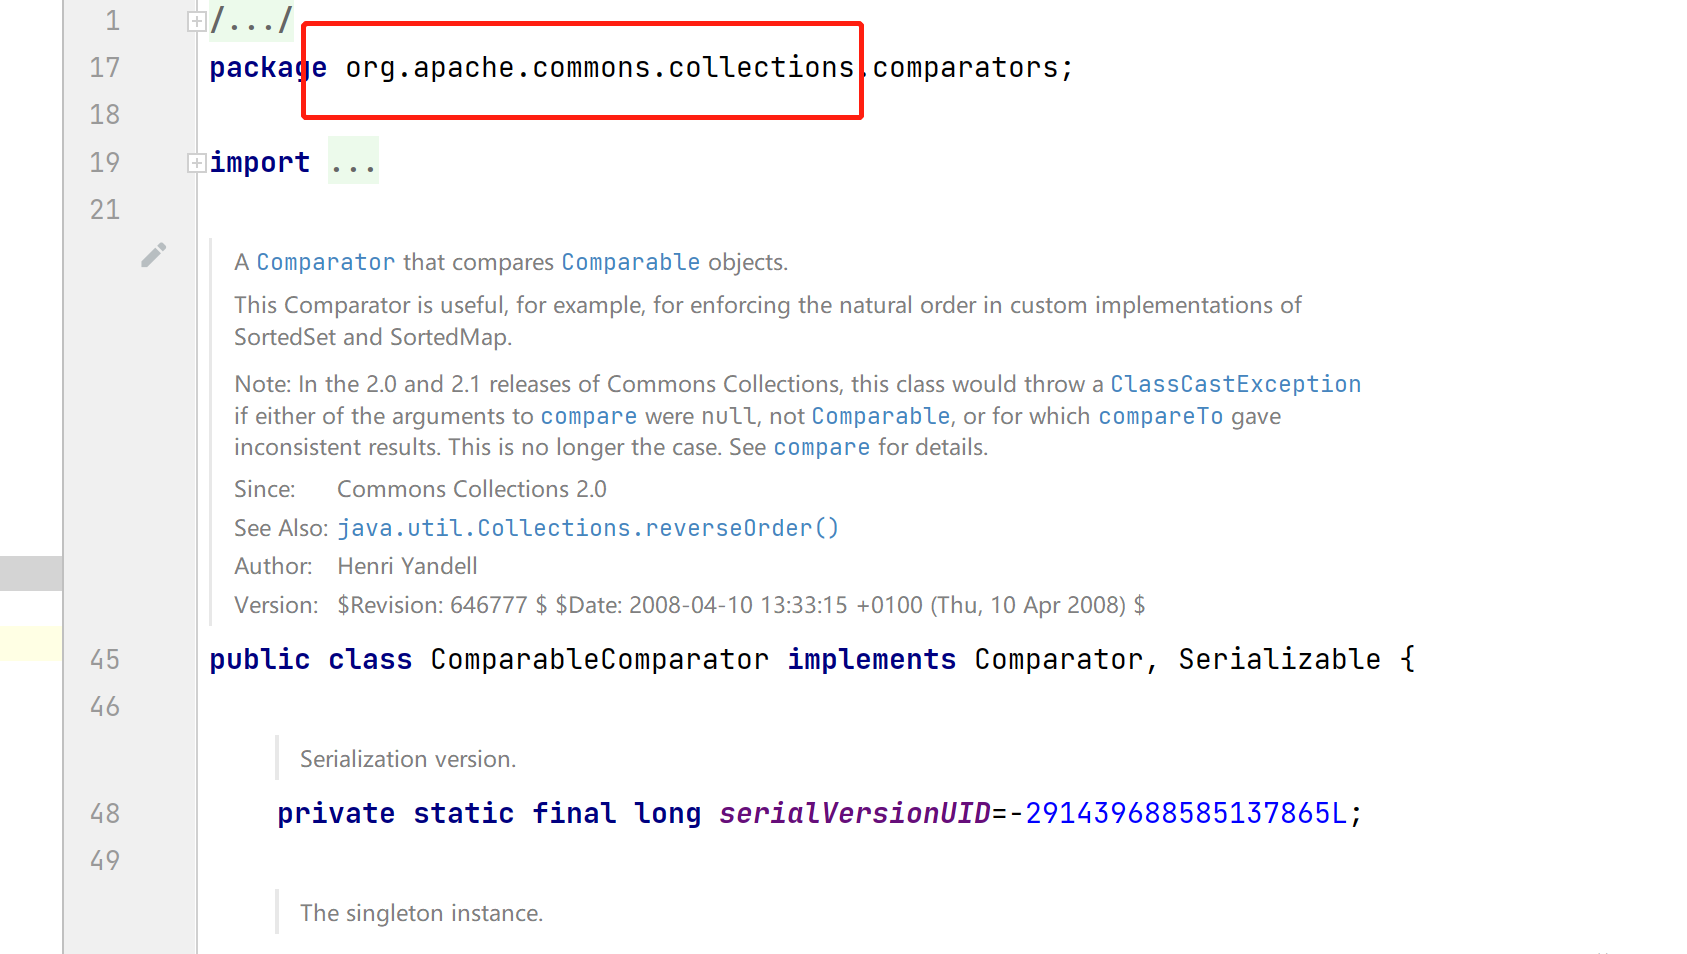 1 /.../
17 package org.apache.commons.collections.comparators;
18
19 import ...
21
A Comparator that compares Comparable objects.
This Comparator is useful, for example, for enforcing the natural order in custom implementations of
SortedSet and SortedMap.
Note: In the 2.0 and 2.1 releases of Commons Collections, this class would throw a ClassCastException
if either of the arguments to compare were null, not Comparable, or for which compareTo gave
inconsistent results. This is no longer the case. See compare for details.
Since: Commons Collections 2.0
See Also: java.util.Collections.reverseOrder()
Author: Henri Yandell
Version: $Revision: 646777 $ $Date: 2008-04-10 13:33:15 +0100 (Thu, 10 Apr 2008) $
45 public class ComparableComparator implements Comparator, Serializable {
46
Serialization version.
48 private static final long serialVersionUID=-291439688585137865L;
49
The singleton instance.